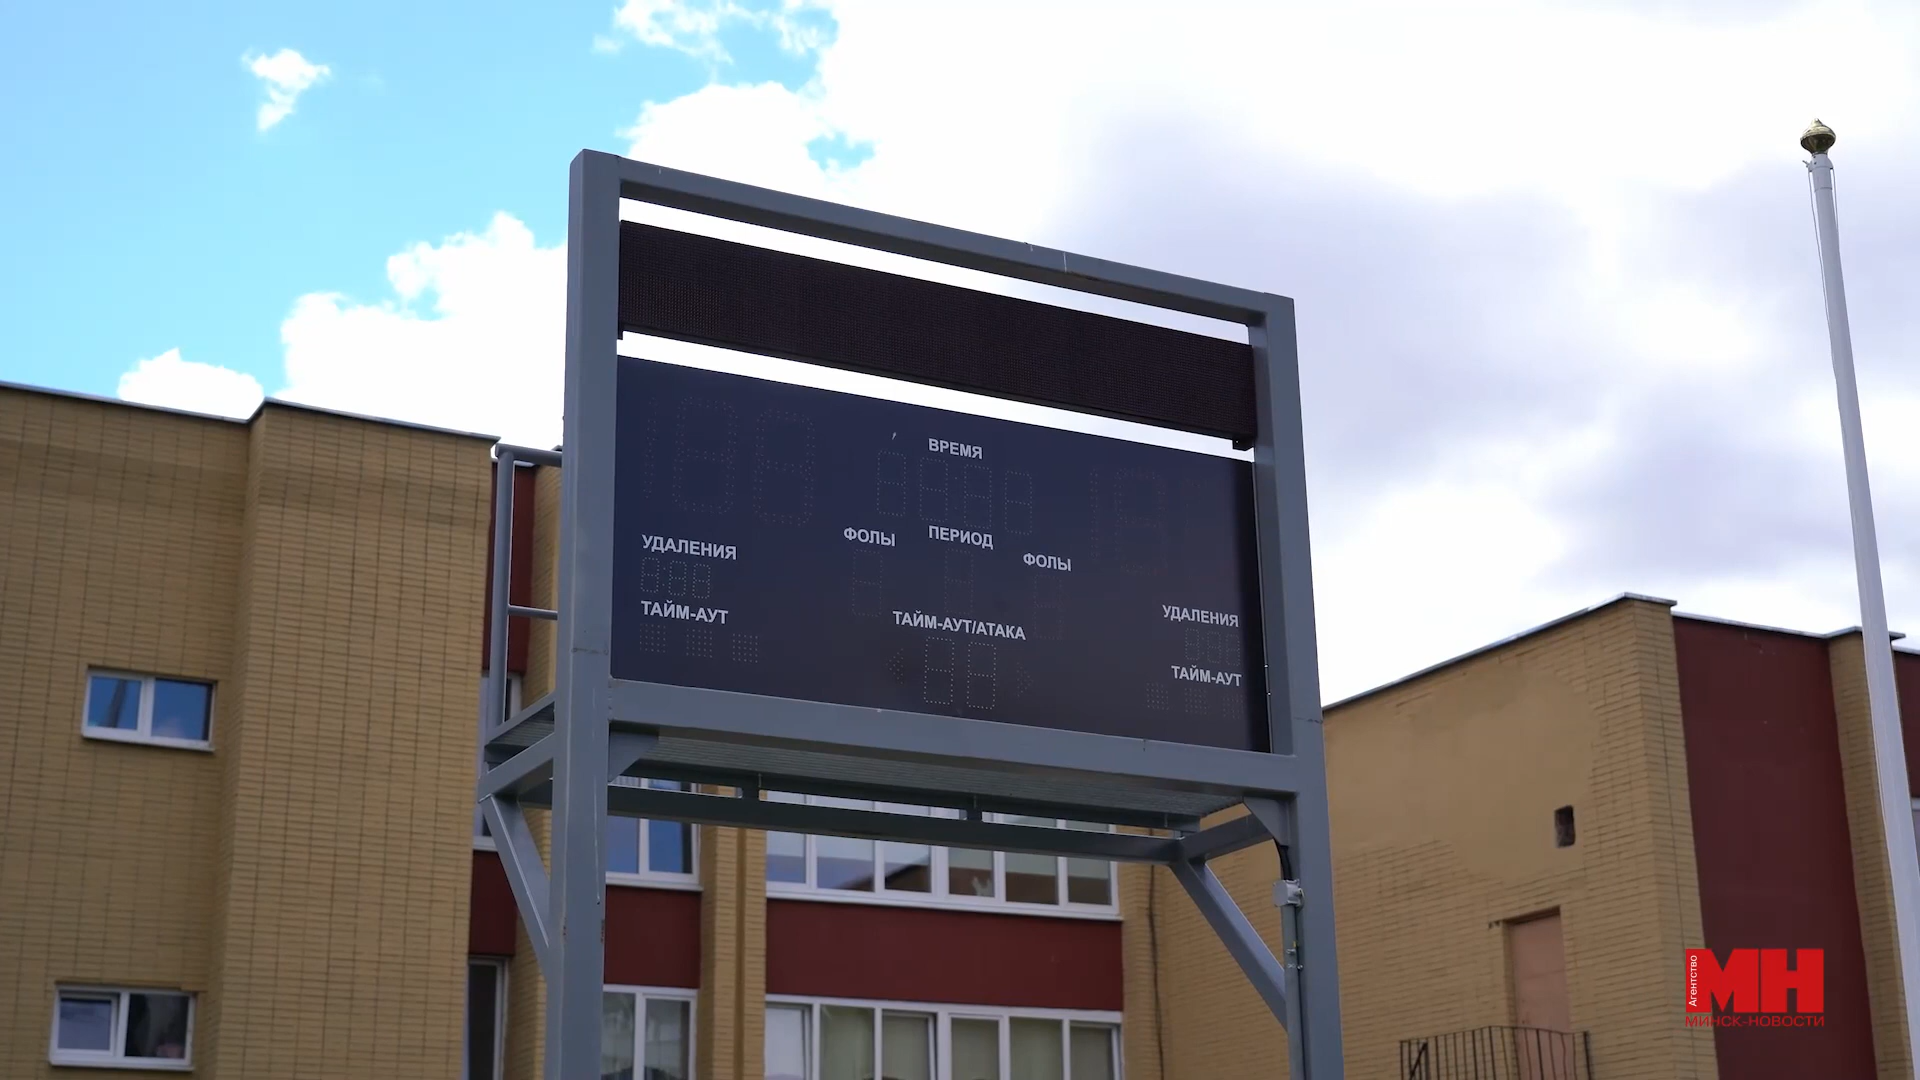 ВРЕМЯ
ФОЛЫ
ПЕРИОД
ФОЛЫ
УДАЛЕНИЯ
ТАЙМ-АУТ
ТАЙМ-АУТ/АТАКА
УДАЛЕНИЯ
ТАЙМ-АУТ
Агентство
МН
МИНСК-НОВОСТИ